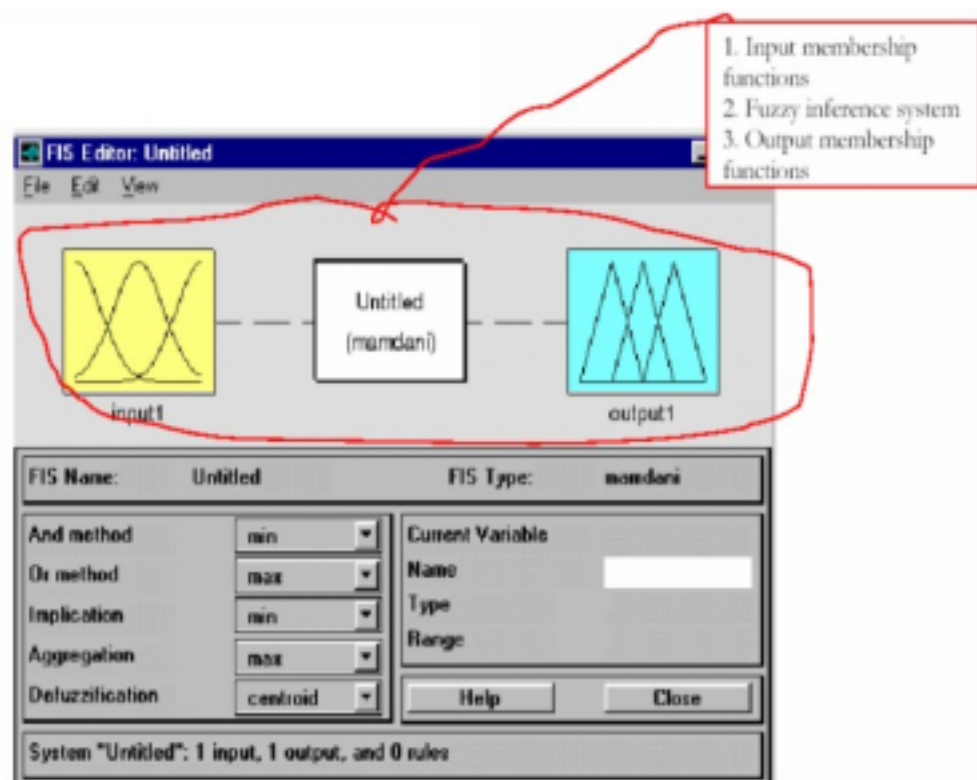 1. Input membership
functions
2. Fuzzy inference system
3. Output membership
functions
FIS Editor: Untitled
File Edit View
Untitled
(mamdani)
input1
output1
FIS Name: Untitled FIS Type: mamdani
And method min
Or method max
Implication min
Aggregation max
Defuzzification centroid
Current Variable
Name
Type
Range
Help Close
System "Untitled": 1 input, 1 output, and 0 rules